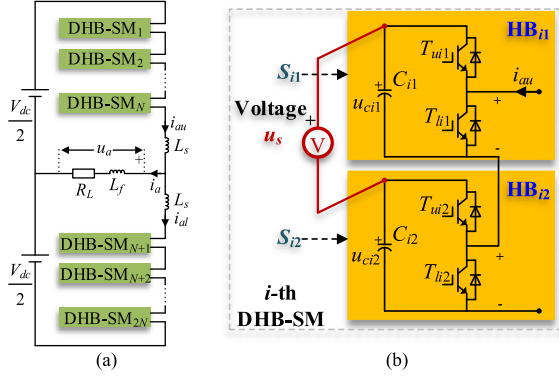 DHB-SM1
DHB-SM2
DHB-SMN
Vdc
2
iau
Ls
ua
+
RL
Lf
ia
Ls
ial
Vdc
2
DHB-SMN+1
DHB-SMN+2
DHB-SM2N
(a)
HBi1
Tui1
Si1
+
Ci1
iau
Voltage
us
+
V
uci1
Tli1
+
-
HBi2
Tui2
Si2
+
Ci2
uci2
Tli2
+
-
i-th
DHB-SM
(b)